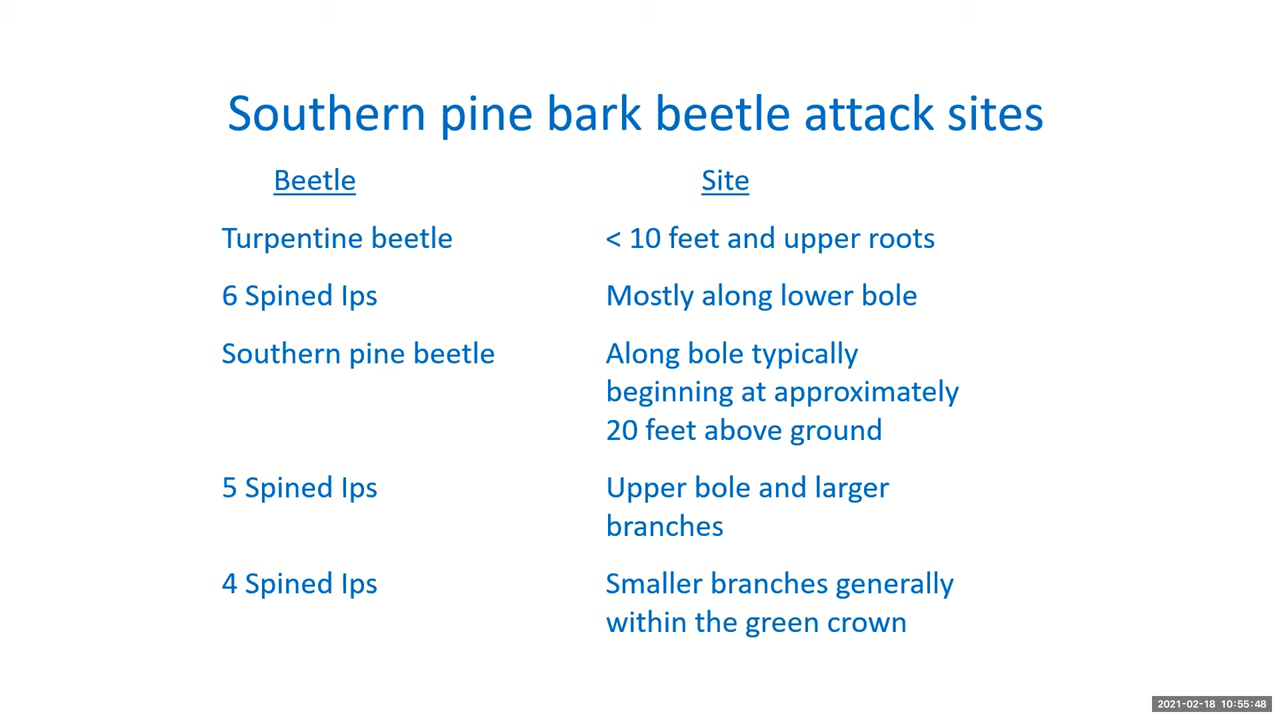 Southern pine bark beetle attack sites
Beetle Site
Turpentine beetle < 10 feet and upper roots
6 Spined Ips Mostly along lower bole
Southern pine beetle Along bole typically
beginning at approximately
20 feet above ground
5 Spined Ips Upper bole and larger
branches
4 Spined Ips Smaller branches generally
within the green crown
2021-02-18 10:55:48